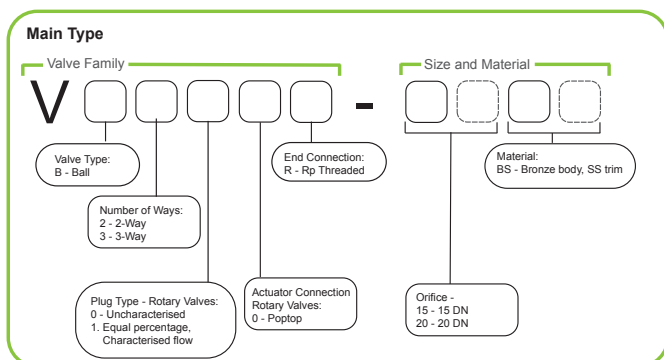 Main Type
Valve Family
Size and Material
V
-
Valve Type:
B - Ball
End Connection:
R - Rp Threaded
Material:
BS - Bronze body, SS trim
Number of Ways:
2 - 2-Way
3 - 3-Way
Plug Type - Rotary Valves:
0 - Uncharacterised
1. Equal percentage,
Characterised flow
Actuator Connection
Rotary Valves:
0 - Poptop
Orifice -
15 - 15 DN
20 - 20 DN